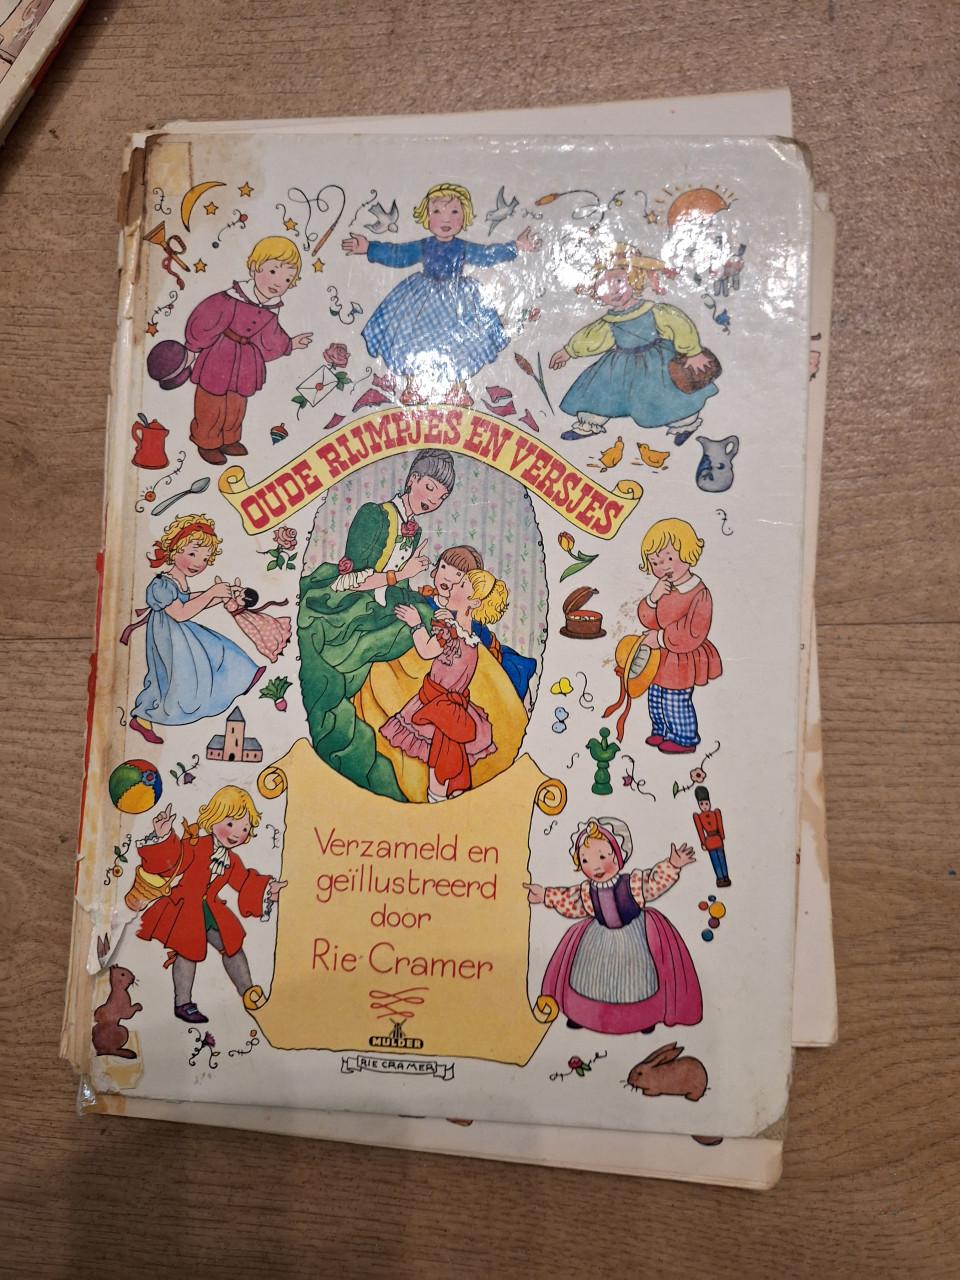 OUDE RIJMPJES EN VERSJES
Verzameld en
geïllustreerd
door
Rie Cramer
MULDER
RIE CRAMER